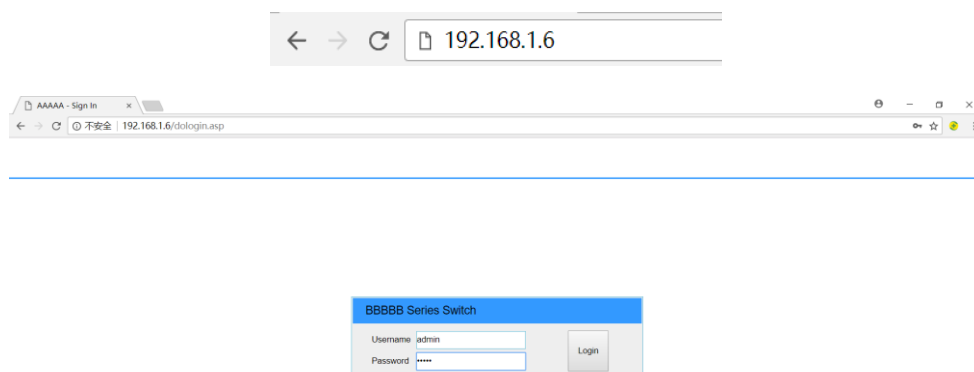 192.168.1.6
AAAAA - Sign In
不安全 192.168.1.6/dologin.asp
BBBBB Series Switch
Username admin
Login
Password •••••